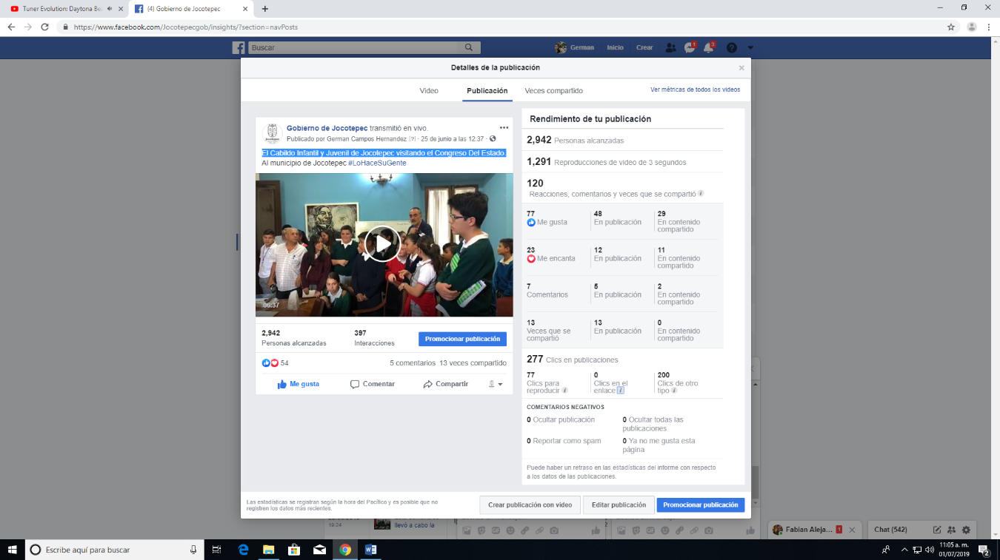 Tuner Evolution: Daytona Be
(4) Gobierno de Jocotepec
https://www.facebook.com/Jocotepecgob/insights/?section=navPosts
Buscar
German Inicio Crear 1 3
Detalles de la publicación
Video Publicación Veces compartido Ver métricas de todos los videos
Gobierno de Jocotepec transmitió en vivo.
Publicado por German Campos Hernandez [?] · 25 de junio a las 12:37 ·
El Cabildo Infantil y Juvenil de Jocotepec visitando el Congreso Del Estado.
Al municipio de Jocotepec #LoHaceSuGente
06:37
2,942 397
Personas alcanzadas Interacciones
Promocionar publicación
54 5 comentarios 13 veces compartido
Me gusta Comentar Compartir
Rendimiento de tu publicación
2,942 Personas alcanzadas
1,291 Reproducciones de video de 3 segundos
120
Reacciones, comentarios y veces que se compartió
77 48 29
Me gusta En publicación En contenido
compartido
23 12 11
Me encanta En publicación En contenido
compartido
7 5 2
Comentarios En publicación En contenido
compartido
13 13 0
Veces que se En publicación En contenido
compartió compartido
277 Clics en publicaciones
77 0 200
Clics para Clics en el Clics de otro
reproducir enlace tipo
COMENTARIOS NEGATIVOS
0 Ocultar publicación 0 Ocultar todas las
publicaciones
0 Reportar como spam 0 Ya no me gusta esta
página
Puede haber un retraso en las estadísticas del informe con respecto
a los datos de las publicaciones.
Las estadísticas se registran según la hora del Pacífico y es posible que no
registren los datos más recientes.
Crear publicación con video Editar publicación Promocionar publicación
19:24 llevó a cabo la
Fabian Aleja... 1 Chat (542)
Escribe aquí para buscar
11:05 a. m.
01/07/2019
2